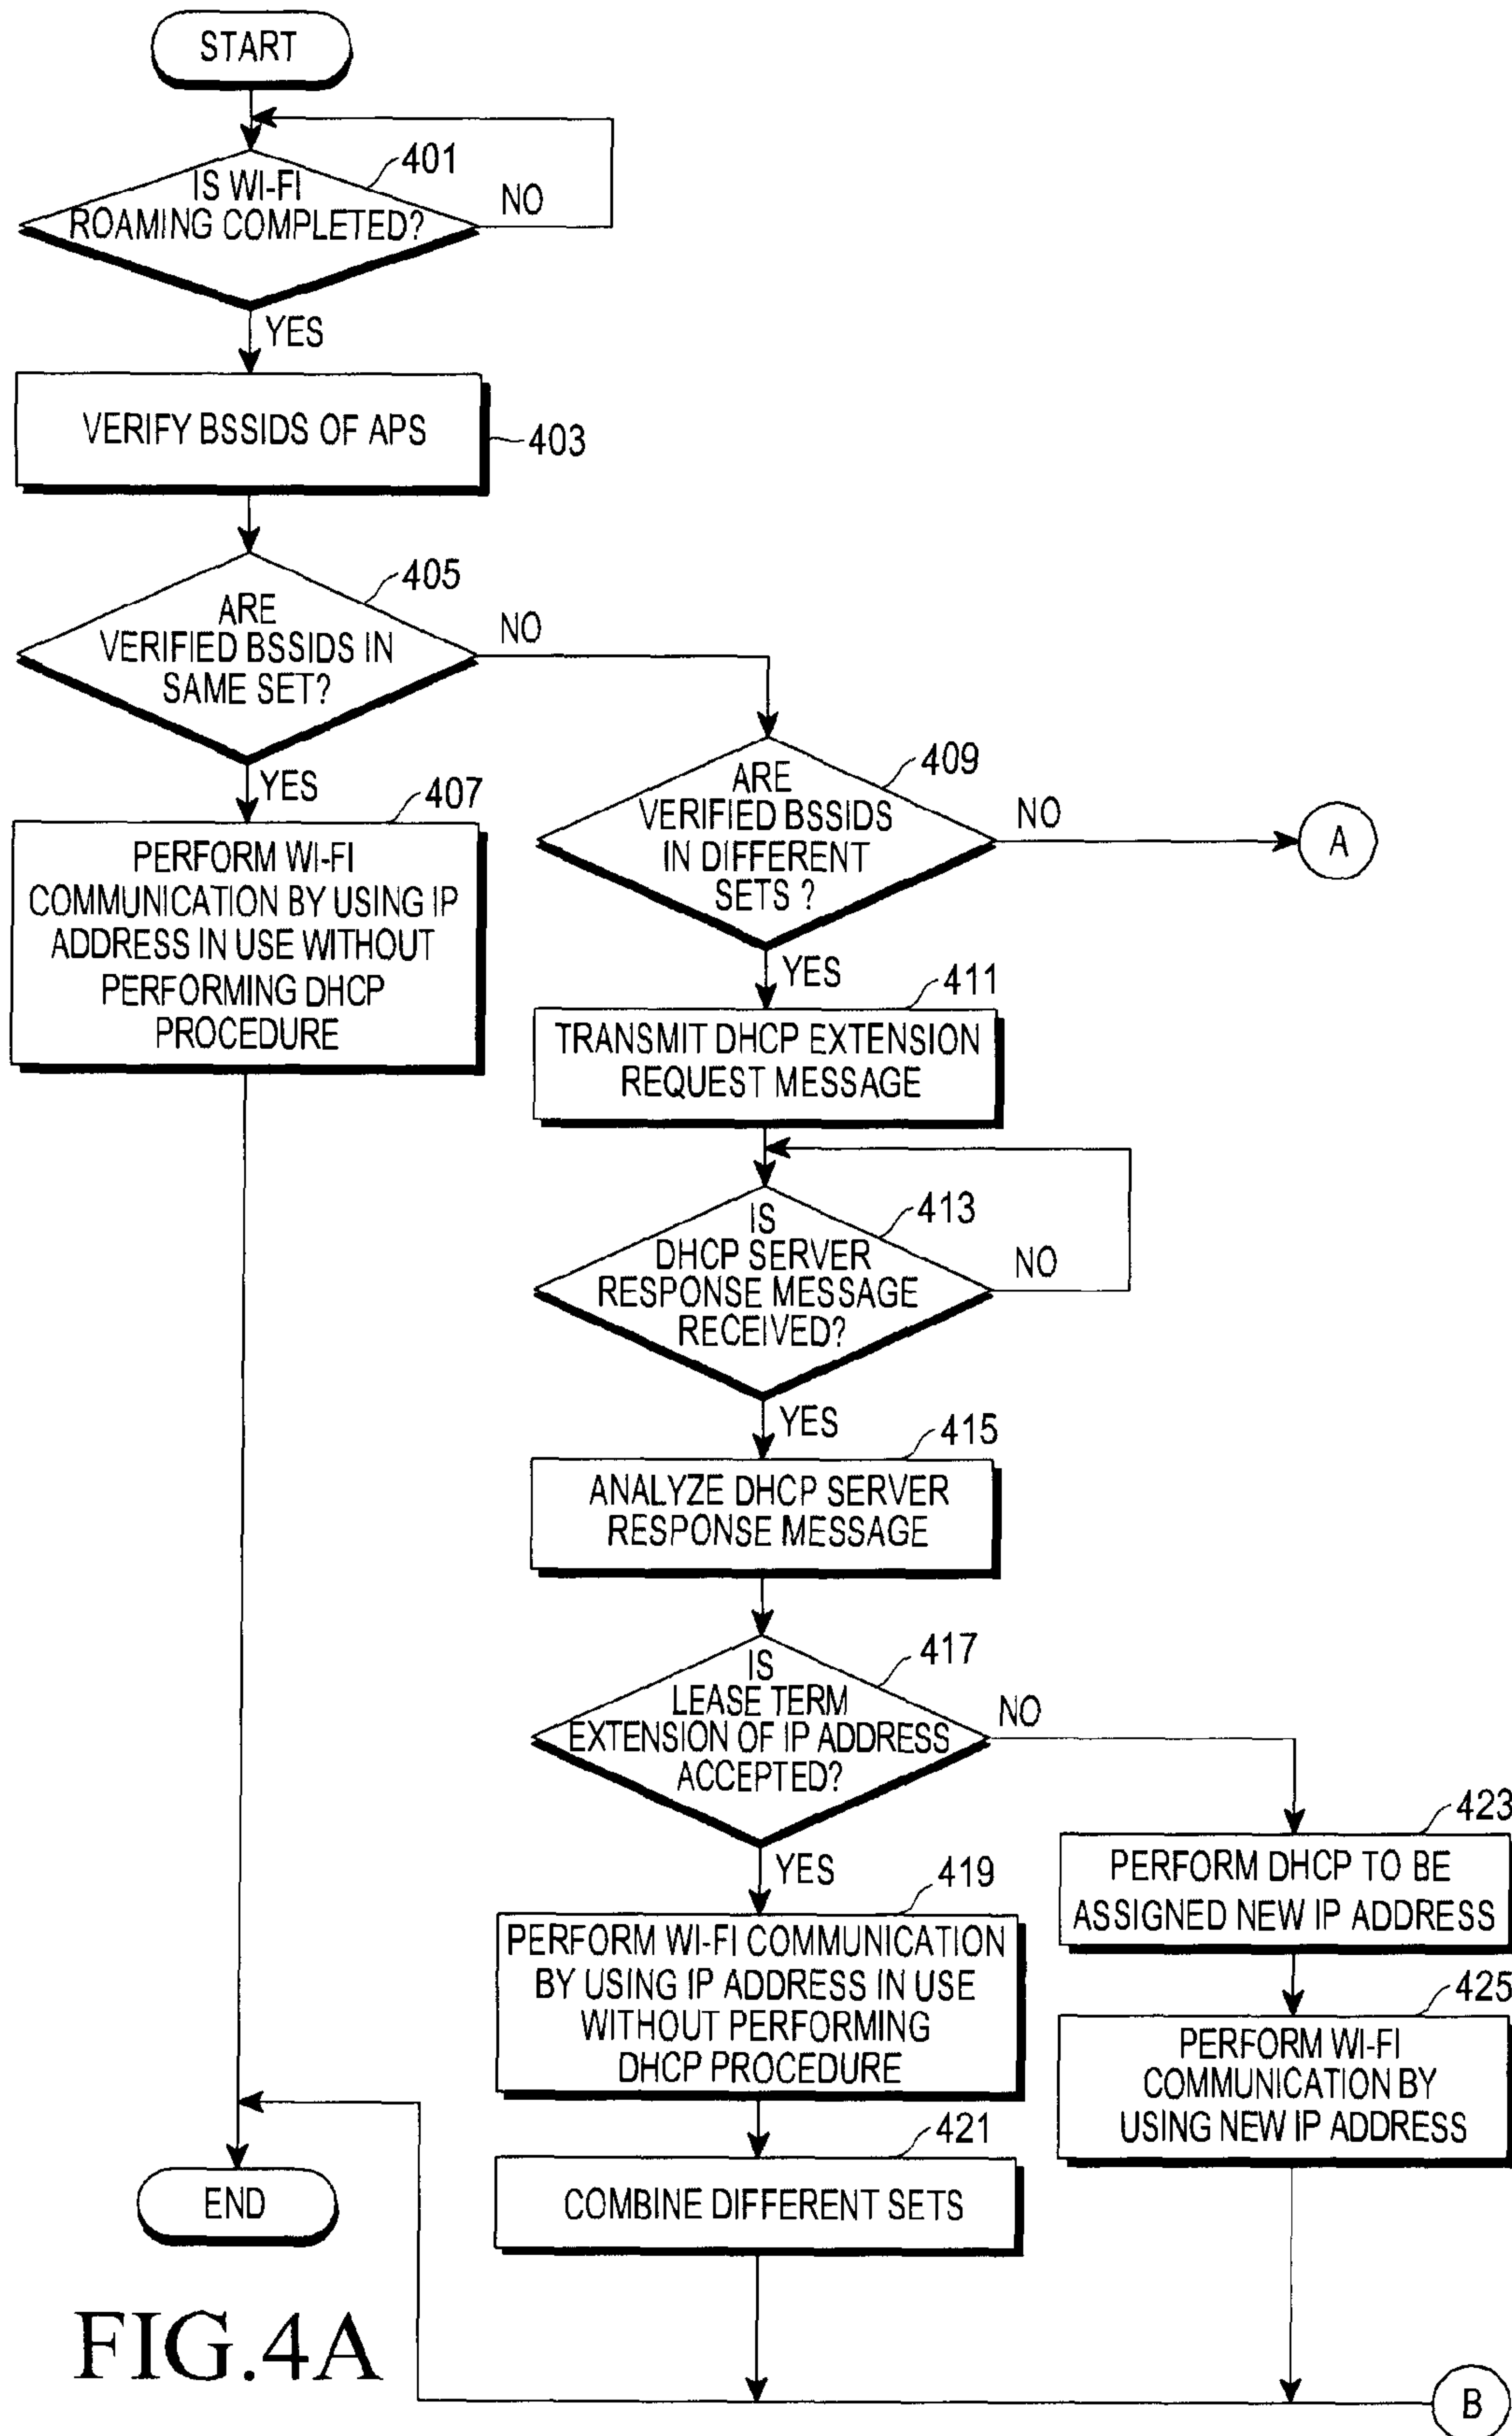 START
401
IS WI-FI
ROAMING COMPLETED?
NO
YES
VERIFY BSSIDS OF APS
403
405
ARE
VERIFIED BSSIDS IN
SAME SET?
NO
YES
407
PERFORM WI-FI
COMMUNICATION BY USING IP
ADDRESS IN USE WITHOUT
PERFORMING DHCP
PROCEDURE
409
ARE
VERIFIED BSSIDS
IN DIFFERENT
SETS ?
NO
A
YES
411
TRANSMIT DHCP EXTENSION
REQUEST MESSAGE
413
IS
DHCP SERVER
RESPONSE MESSAGE
RECEIVED?
NO
YES
415
ANALYZE DHCP SERVER
RESPONSE MESSAGE
417
IS
LEASE TERM
EXTENSION OF IP ADDRESS
ACCEPTED?
NO
YES
419
PERFORM WI-FI COMMUNICATION
BY USING IP ADDRESS IN USE
WITHOUT PERFORMING
DHCP PROCEDURE
421
COMBINE DIFFERENT SETS
423
PERFORM DHCP TO BE
ASSIGNED NEW IP ADDRESS
425
PERFORM WI-FI
COMMUNICATION BY
USING NEW IP ADDRESS
END
B
FIG.4A